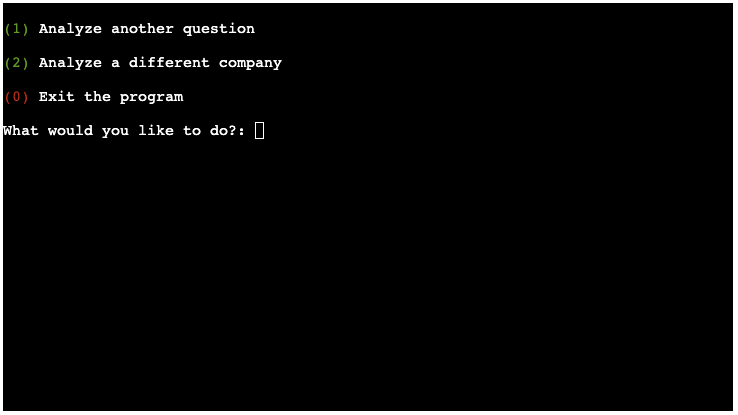 (1) Analyze another question
(2) Analyze a different company
(0) Exit the program
What would you like to do?: